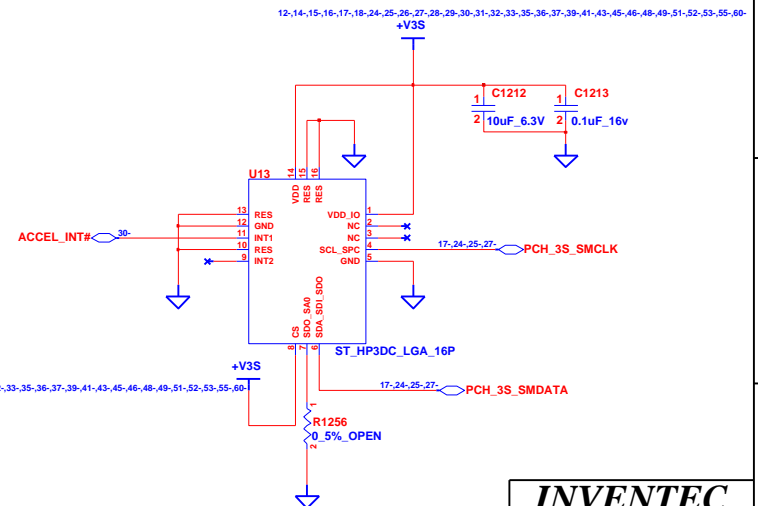 12-,14-,15-,16-,17-,18-,24-,25-,26-,27-,28-,29-,30-,31-,32-,33-,35-,36-,37-,39-,41-,43-,45-,46-,48-,49-,51-,52-,53-,55-,60-
+V3S
C1212
C1213
1
1
2
10uF_6.3V
2
0.1uF_16v
U13
14
15
16
VDD
RES
RES
13
RES
VDD_IO
1
12
GND
NC
2
ACCEL_INT#
30-
11
INT1
NC
3
10
RES
SCL_SPC
4
17-,24-,25-,27-
PCH_3S_SMCLK
9
INT2
GND
5
CS
SDO_SA0
SDA_SDI_SDO
8
7
6
ST_HP3DC_LGA_16P
+V3S
-,33-,35-,36-,37-,39-,41-,43-,45-,46-,48-,49-,51-,52-,53-,55-,60-
17-,24-,25-,27-
PCH_3S_SMDATA
1
R1256
0_5%_OPEN
2
INVENTEC